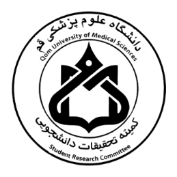 دانشگاه علوم پزشکی قم
Qom University of Medical Sciences
کمیته تحقیقات دانشجویی
Student Research Committee